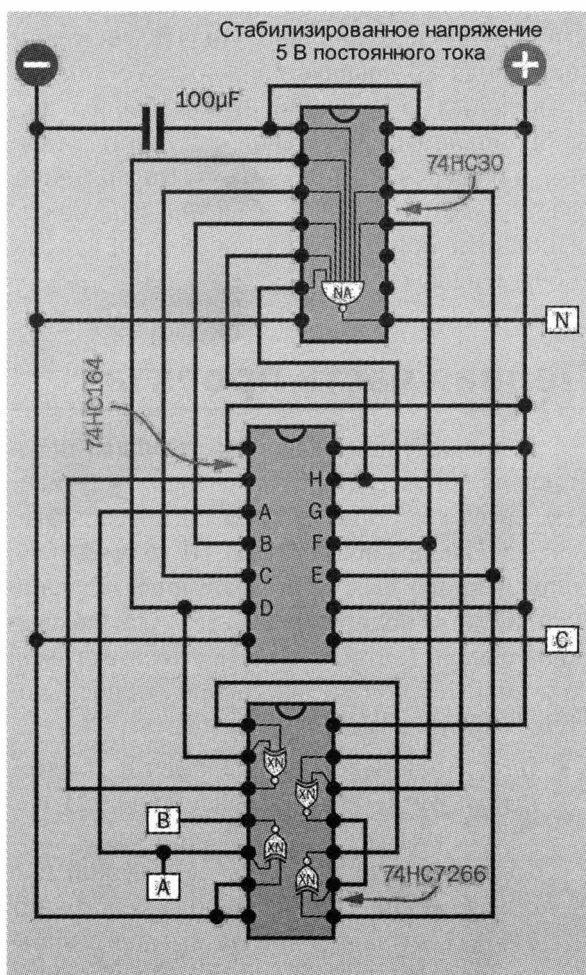 Стабилизированное напряжение
5 В постоянного тока
− +
100µF
74HC30
NA
N
74HC164
H
A G
B F
C E
D
C
XN
XN
B
XN
XN
A
74HC7266